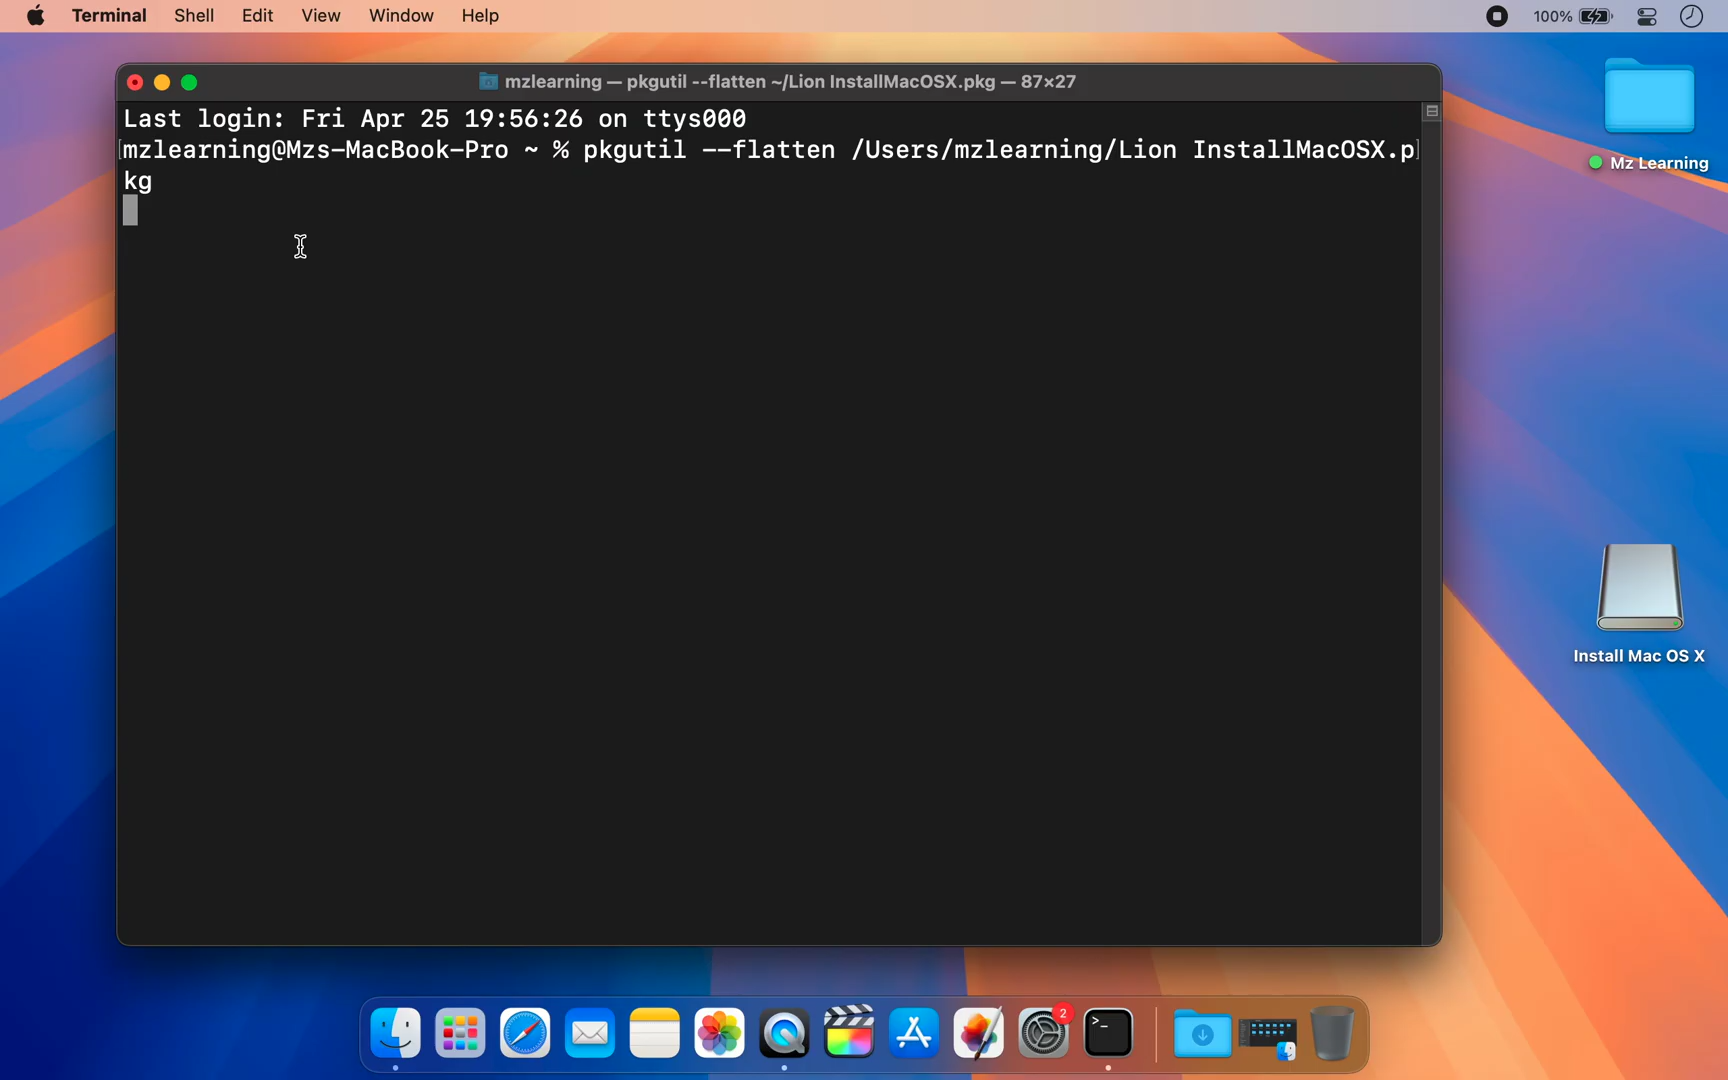 Terminal Shell Edit View Window Help 100%
mzlearning — pkgutil --flatten ~/Lion InstallMacOSX.pkg — 87×27
Last login: Fri Apr 25 19:56:26 on ttys000
[mzlearning@Mzs-MacBook-Pro ~ % pkgutil --flatten /Users/mzlearning/Lion InstallMacOSX.p]
kg
Mz Learning
Install Mac OS X
2